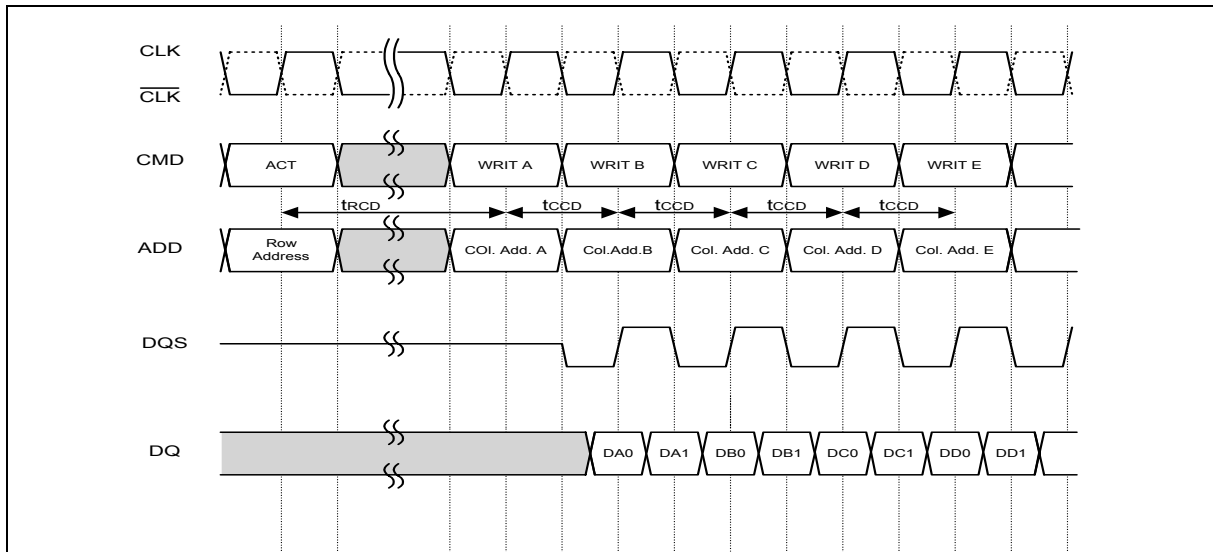 CLK
CLK
CMD
ACT
WRIT A
WRIT B
WRIT C
WRIT D
WRIT E
tRCD
tCCD
tCCD
tCCD
tCCD
ADD
Row
Address
COl. Add. A
Col.Add.B
Col. Add. C
Col. Add. D
Col. Add. E
DQS
DQ
DA0
DA1
DB0
DB1
DC0
DC1
DD0
DD1